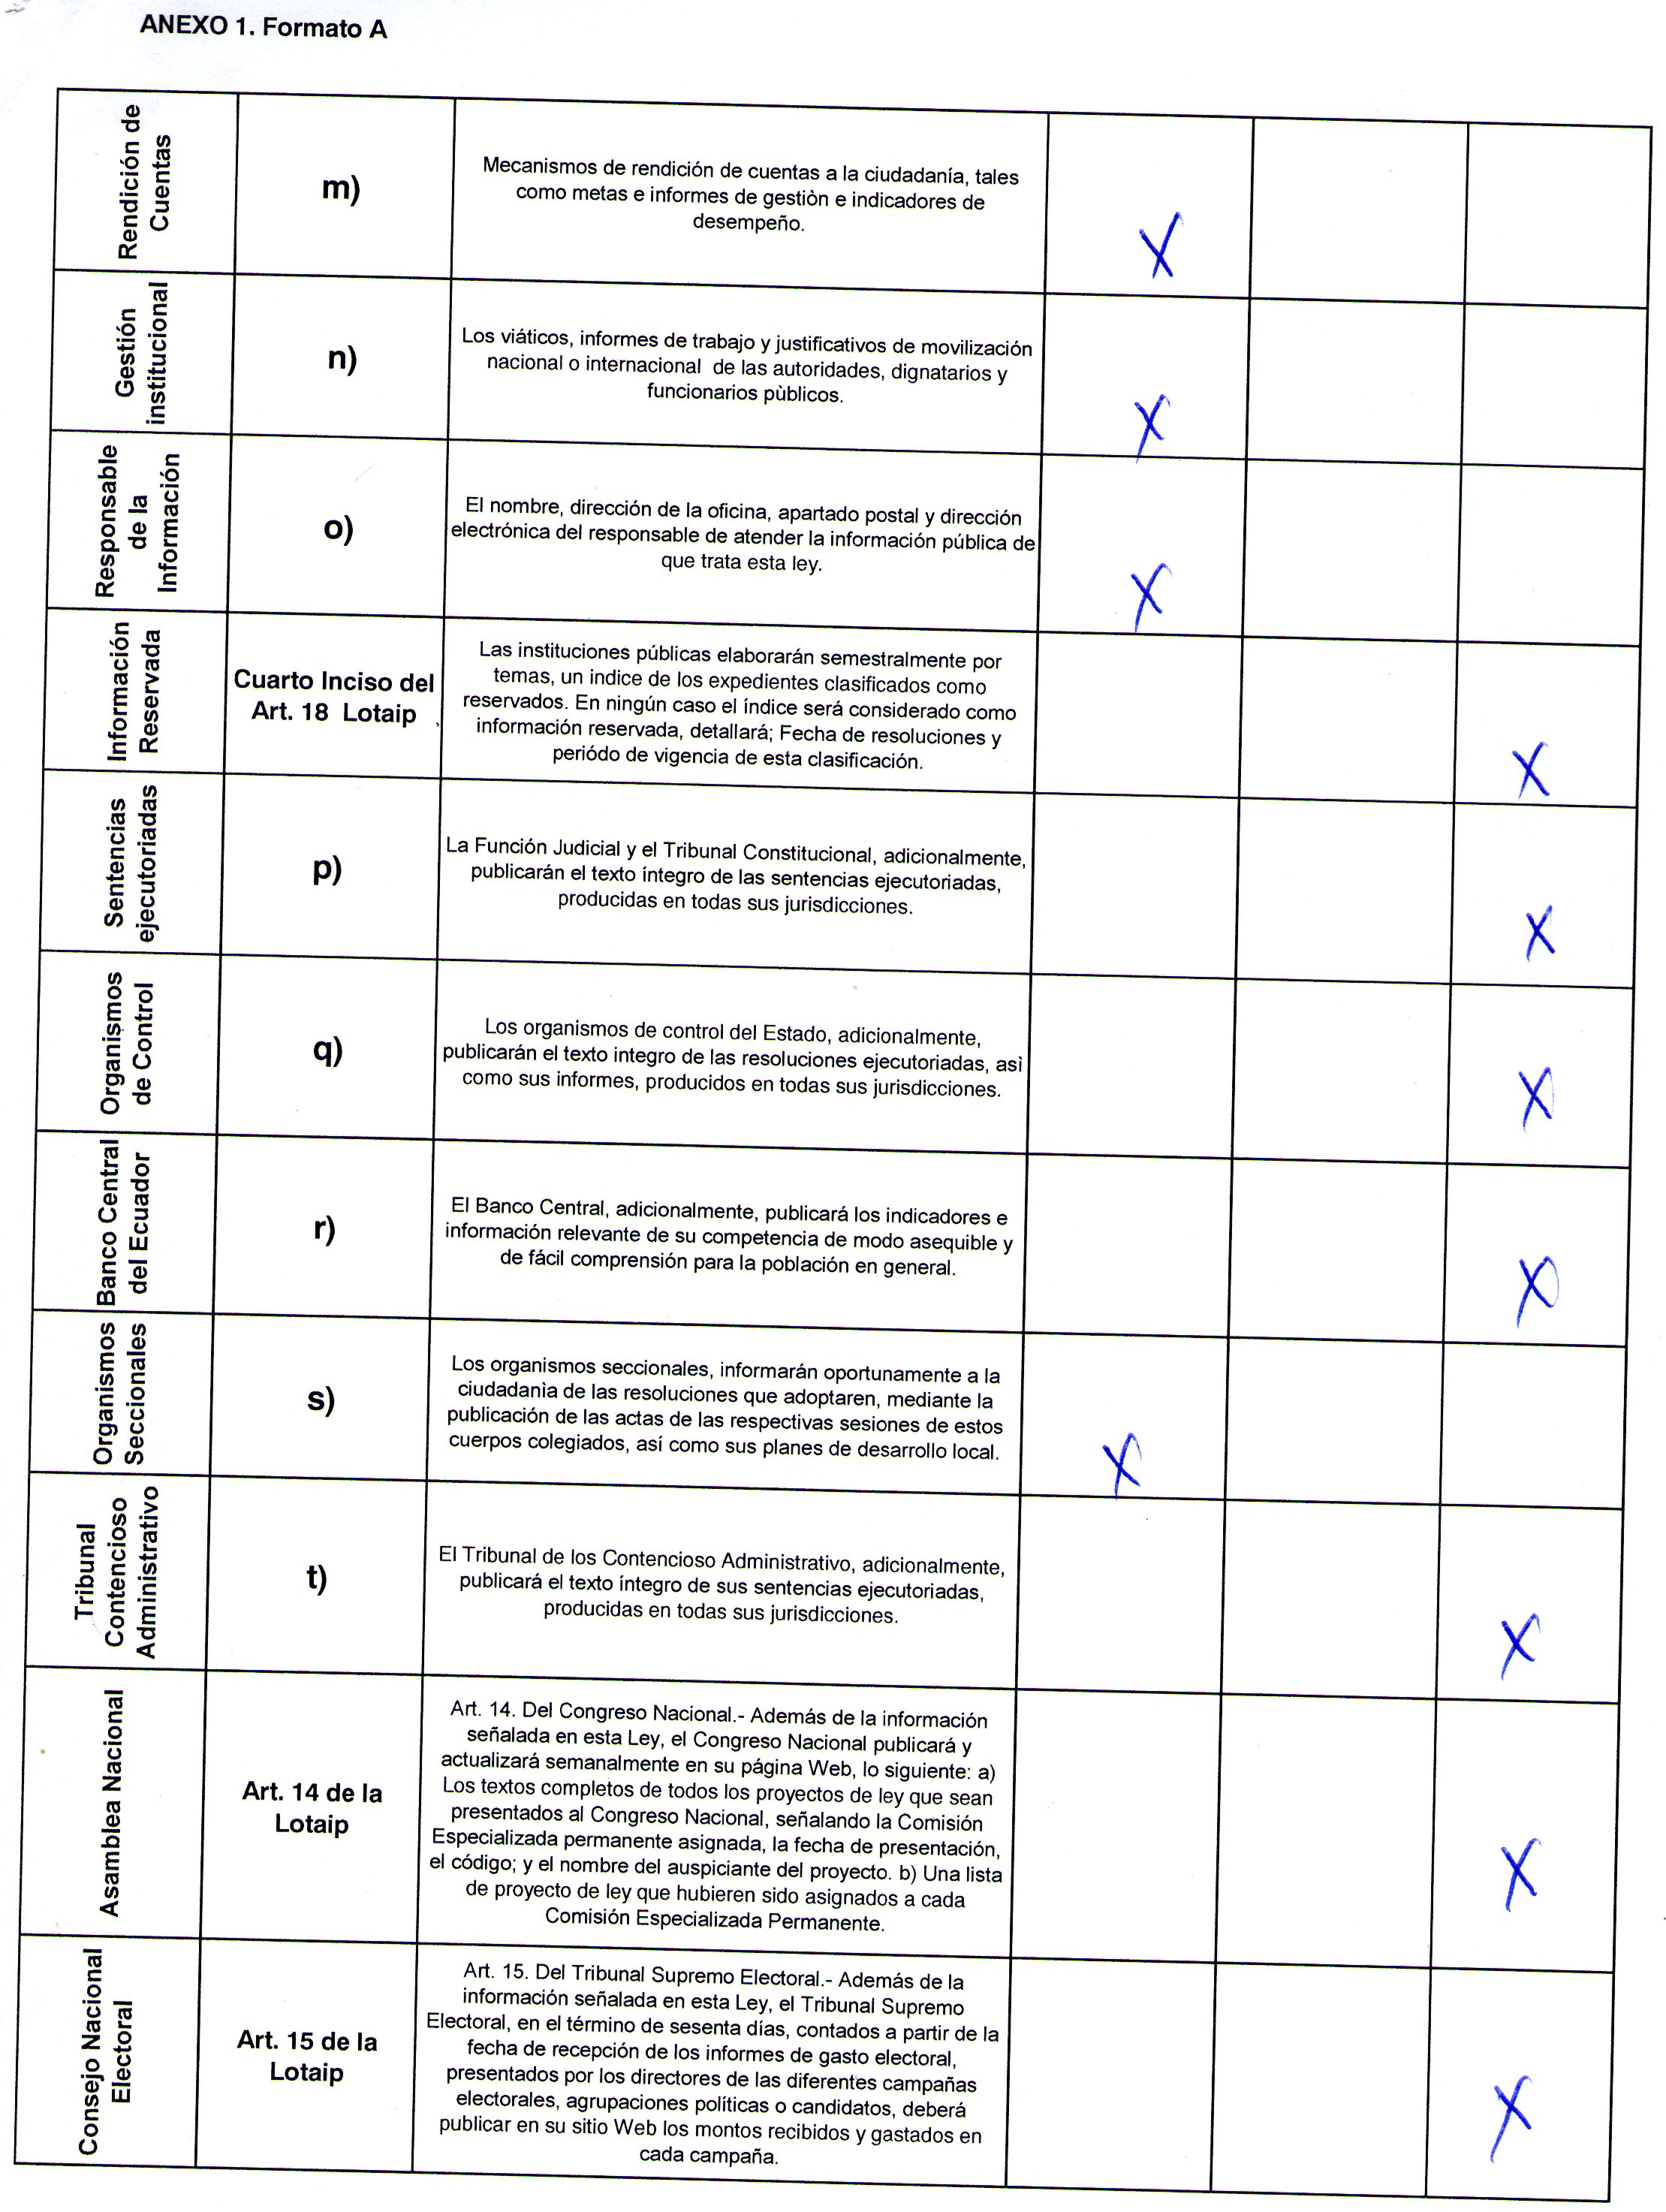 ANEXO 1. Formato A
Rendición de
Cuentas
m)
Mecanismos de rendición de cuentas a la ciudadanía, tales
como metas e informes de gestiòn e indicadores de
desempeño.
X
Gestión
institucional
n)
Los viáticos, informes de trabajo y justificativos de movilización
nacional o internacional de las autoridades, dignatarios y
funcionarios pùblicos.
X
Responsable
de la
Información
o)
El nombre, dirección de la oficina, apartado postal y dirección
electrónica del responsable de atender la información pública de
que trata esta ley.
X
Información
Reservada
Cuarto Inciso del
Art. 18 Lotaip
Las instituciones públicas elaborarán semestralmente por
temas, un indice de los expedientes clasificados como
reservados. En ningún caso el índice será considerado como
información reservada, detallará; Fecha de resoluciones y
periódo de vigencia de esta clasificación.
X
Sentencias
ejecutoriadas
p)
La Función Judicial y el Tribunal Constitucional, adicionalmente,
publicarán el texto íntegro de las sentencias ejecutoriadas,
producidas en todas sus jurisdicciones.
X
Organismos
de Control
q)
Los organismos de control del Estado, adicionalmente,
publicarán el texto integro de las resoluciones ejecutoriadas, asì
como sus informes, producidos en todas sus jurisdicciones.
X
Banco Central
del Ecuador
r)
El Banco Central, adicionalmente, publicará los indicadores e
información relevante de su competencia de modo asequible y
de fácil comprensión para la población en general.
X
Organismos
Seccionales
s)
Los organismos seccionales, informarán oportunamente a la
ciudadanìa de las resoluciones que adoptaren, mediante la
publicación de las actas de las respectivas sesiones de estos
cuerpos colegiados, así como sus planes de desarrollo local.
X
Tribunal
Contencioso
Administrativo
t)
El Tribunal de los Contencioso Administrativo, adicionalmente,
publicará el texto íntegro de sus sentencias ejecutoriadas,
producidas en todas sus jurisdicciones.
X
Asamblea Nacional
Art. 14 de la
Lotaip
Art. 14. Del Congreso Nacional.- Además de la información
señalada en esta Ley, el Congreso Nacional publicará y
actualizará semanalmente en su página Web, lo siguiente: a)
Los textos completos de todos los proyectos de ley que sean
presentados al Congreso Nacional, señalando la Comisión
Especializada permanente asignada, la fecha de presentación,
el código; y el nombre del auspiciante del proyecto. b) Una lista
de proyecto de ley que hubieren sido asignados a cada
Comisión Especializada Permanente.
X
Consejo Nacional
Electoral
Art. 15 de la
Lotaip
Art. 15. Del Tribunal Supremo Electoral.- Además de la
información señalada en esta Ley, el Tribunal Supremo
Electoral, en el término de sesenta días, contados a partir de la
fecha de recepción de los informes de gasto electoral,
presentados por los directores de las diferentes campañas
electorales, agrupaciones políticas o candidatos, deberá
publicar en su sitio Web los montos recibidos y gastados en
cada campaña.
X